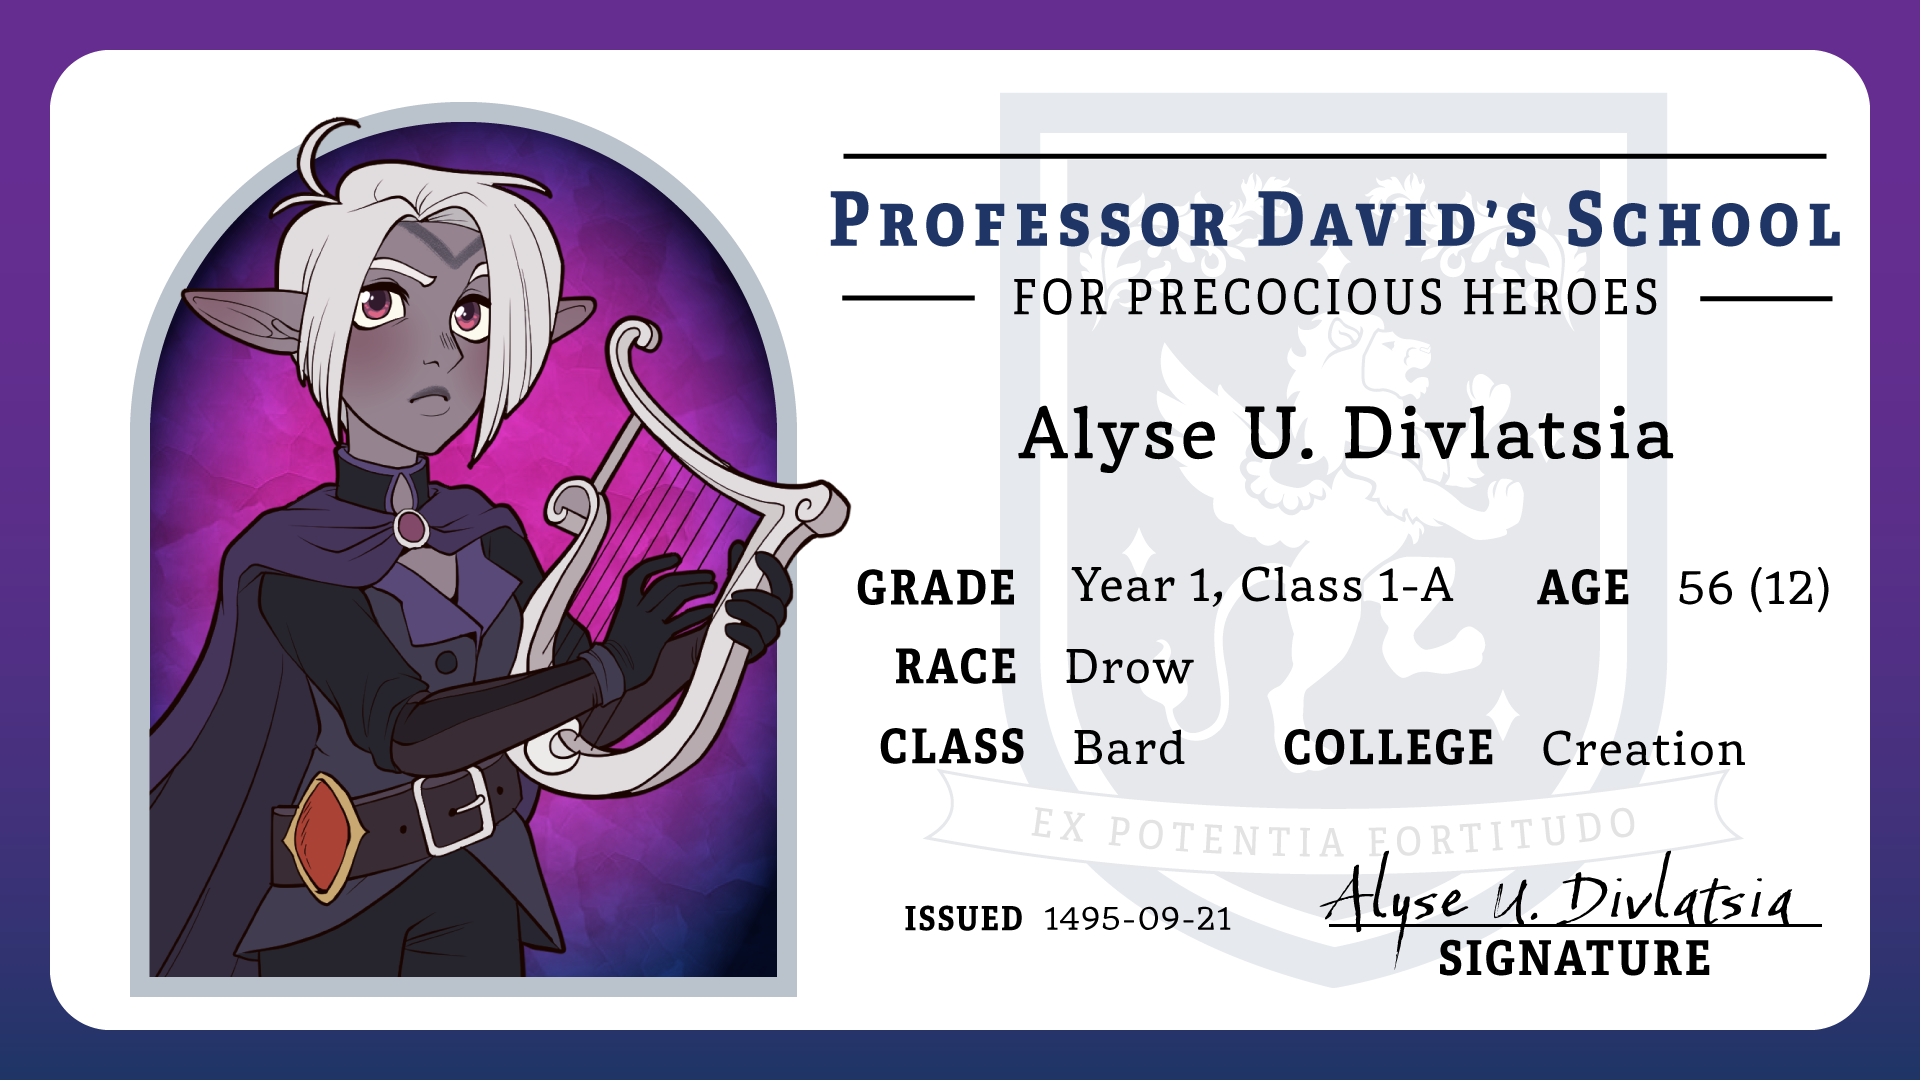 PROFESSOR DAVID'S SCHOOL
FOR PRECOCIOUS HEROES
Alyse U. Divlatsia
GRADE Year 1, Class 1-A AGE 56 (12)
RACE Drow
CLASS Bard COLLEGE Creation
EX POTENTIA FORTITUDO
ISSUED 1495-09-21 Alyse U. Divlatsia
SIGNATURE